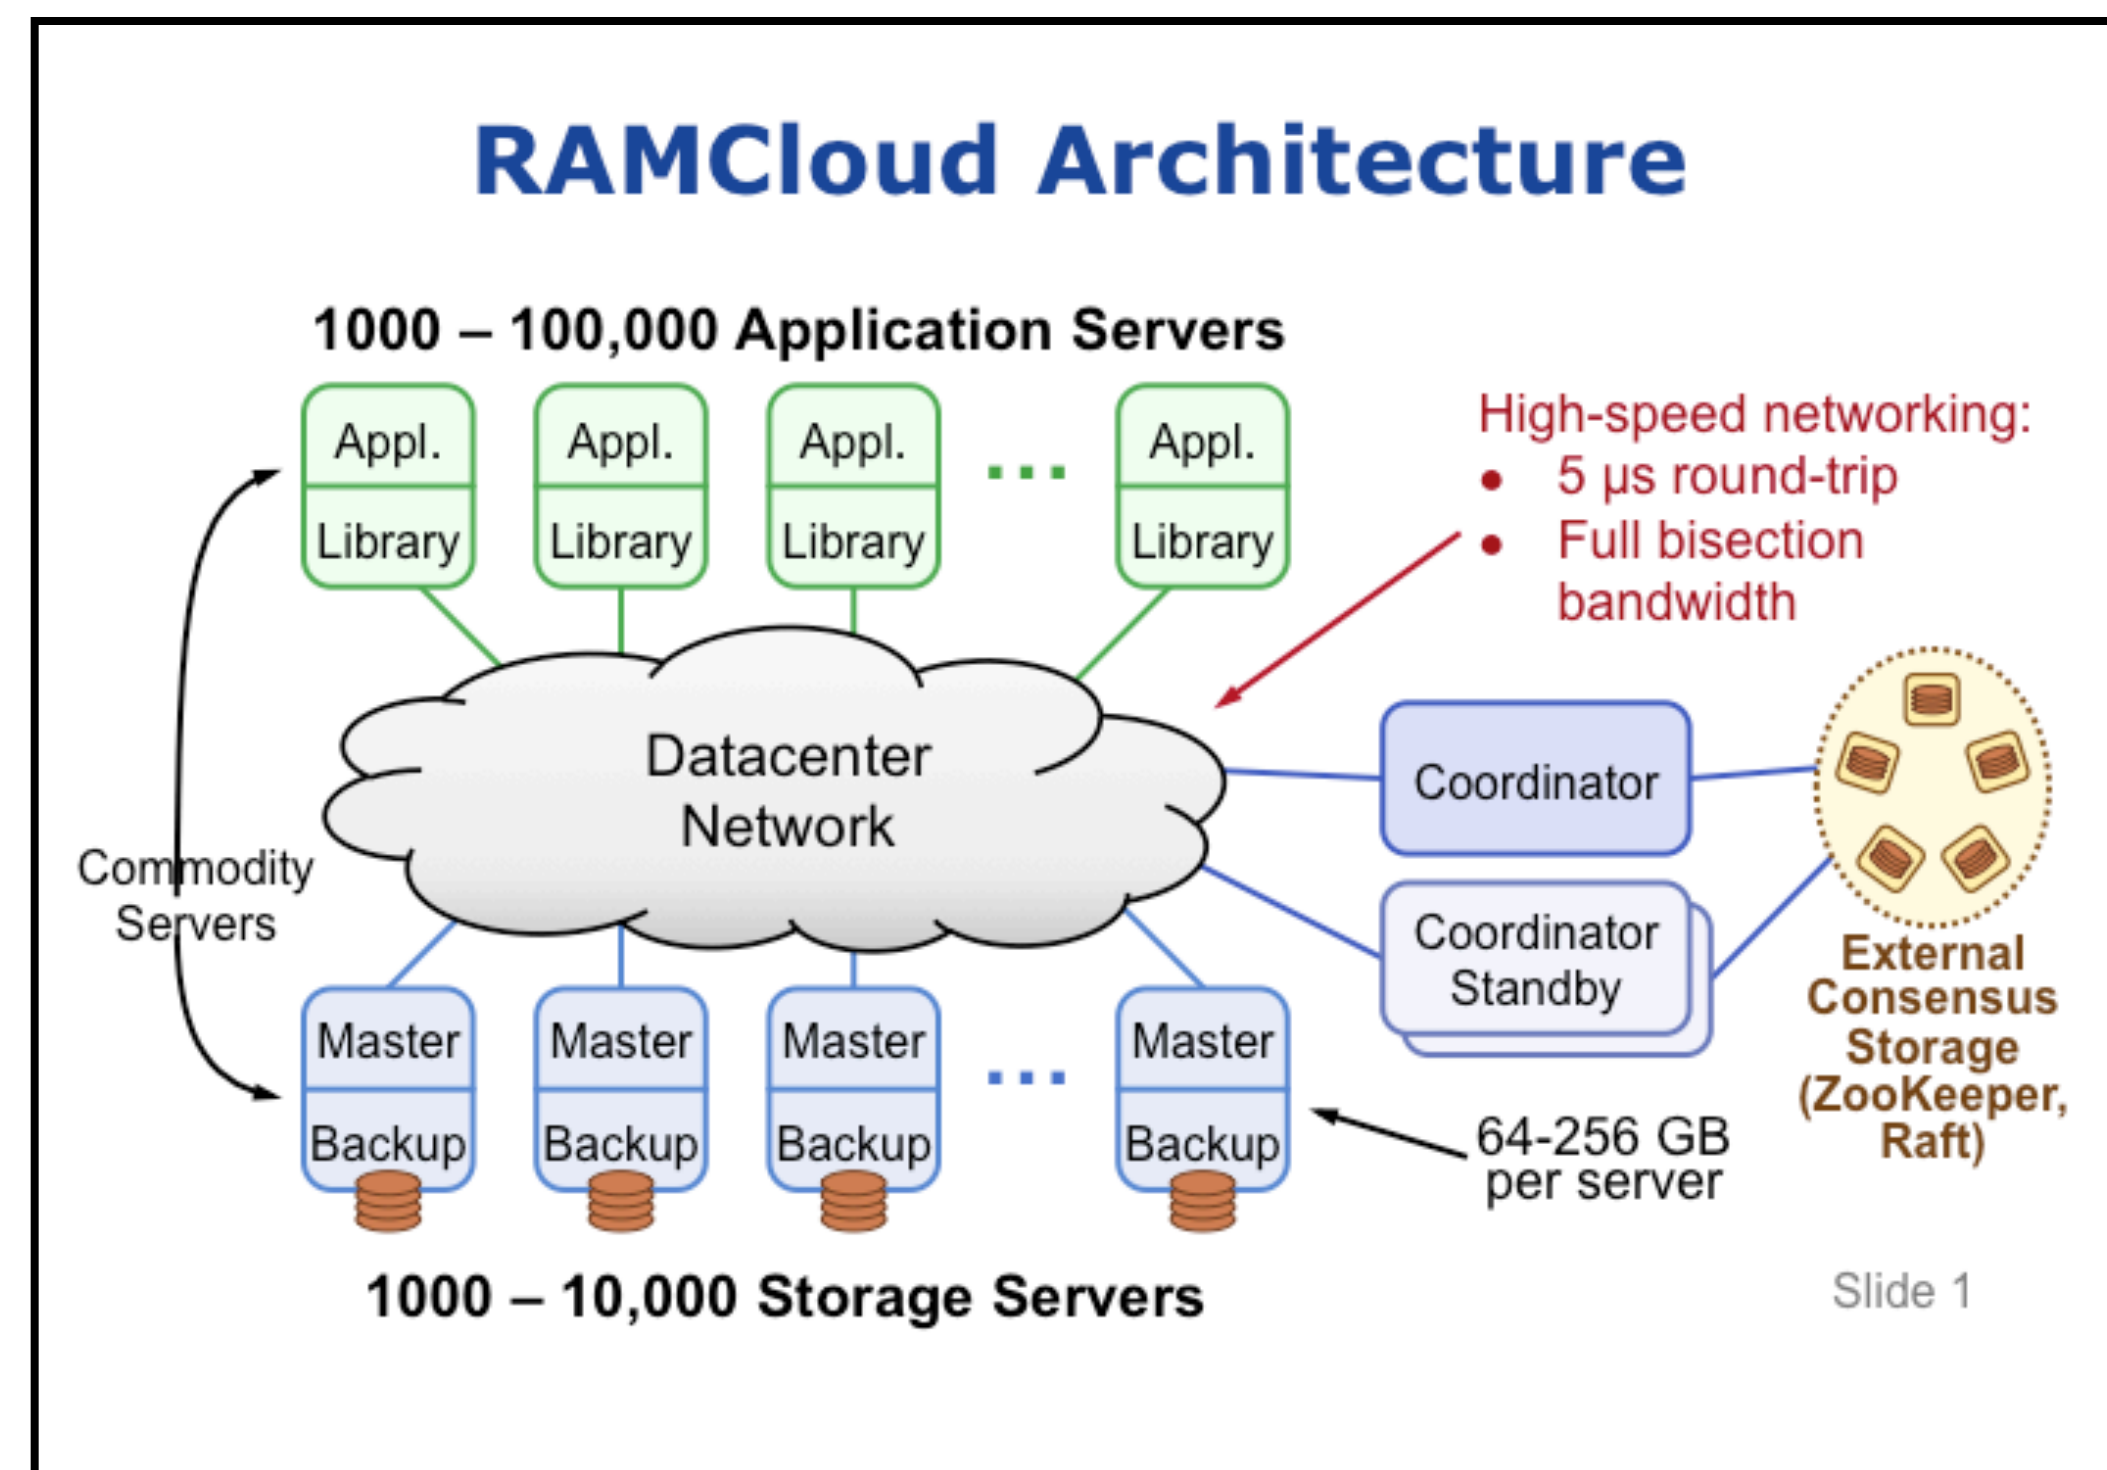 RAMCloud Architecture
1000 – 100,000 Application Servers
Appl. Appl. Appl. ... Appl.
Library Library Library Library
High-speed networking:
● 5 μs round-trip
● Full bisection
bandwidth
Datacenter
Network
Commodity
Servers
Coordinator
Coordinator
Standby
External
Consensus
Storage
(ZooKeeper,
Raft)
Master Master Master ... Master
Backup Backup Backup Backup
64-256 GB
per server
1000 – 10,000 Storage Servers
Slide 1